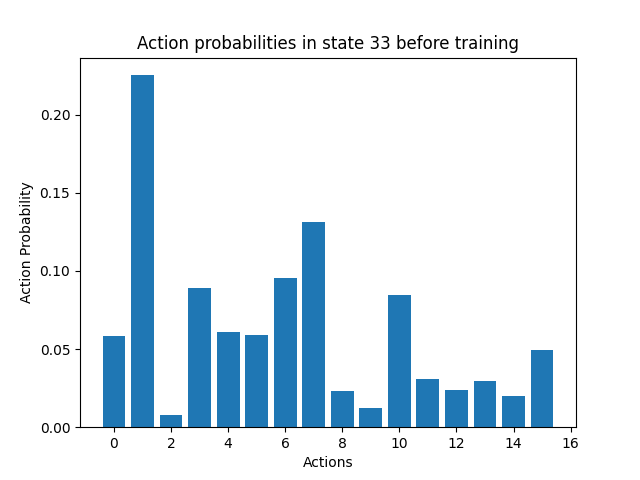 Action probabilities in state 33 before training
Action Probability
0.20
0.15
0.10
0.05
0.00
0 2 4 6 8 10 12 14 16
Actions